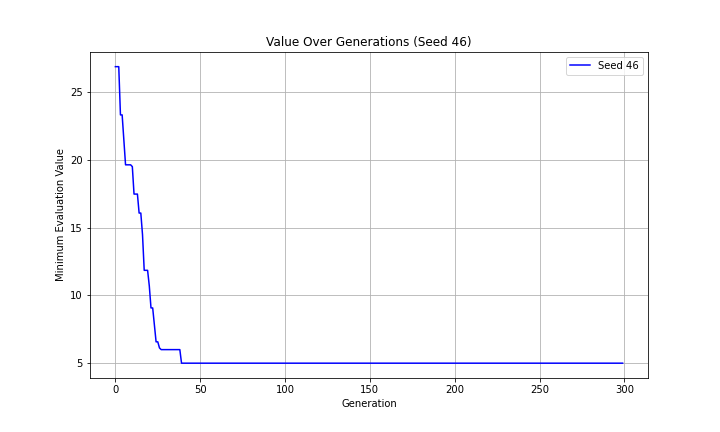 Value Over Generations (Seed 46)
Seed 46
Minimum Evaluation Value
25
20
15
10
5
0 50 100 150 200 250 300
Generation